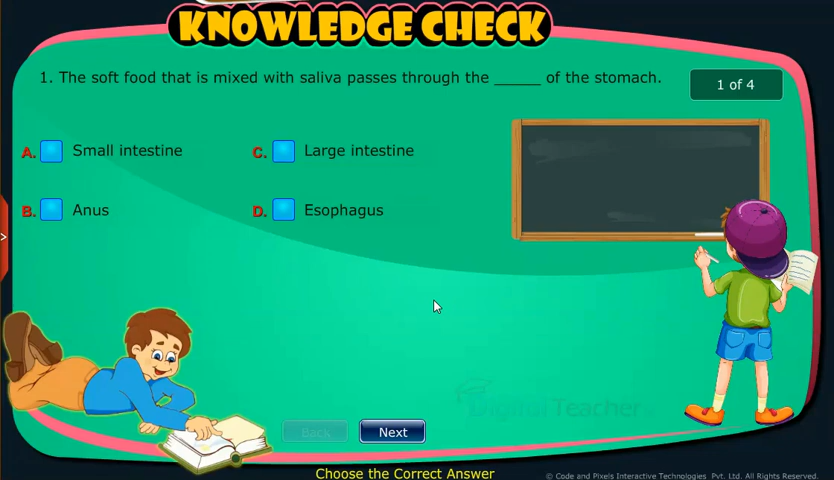 KNOWLEDGE CHECK
1. The soft food that is mixed with saliva passes through the _____ of the stomach.
1 of 4
A. Small intestine
C. Large intestine
B. Anus
D. Esophagus
Digital Teacher
Back
Next
Choose the Correct Answer
© Code and Pixels Interactive Technologies Pvt. Ltd. All Rights Reserved.